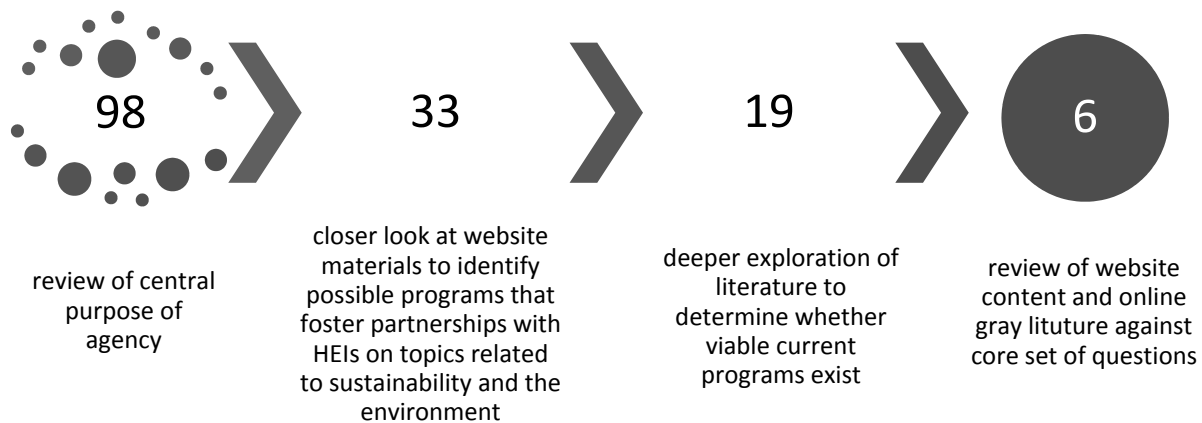 98
review of central
purpose of
agency
33
closer look at website
materials to identify
possible programs that
foster partnerships with
HEIs on topics related
to sustainability and the
environment
19
deeper exploration of
literature to
determine whether
viable current
programs exist
6
review of website
content and online
gray lituture against
core set of questions